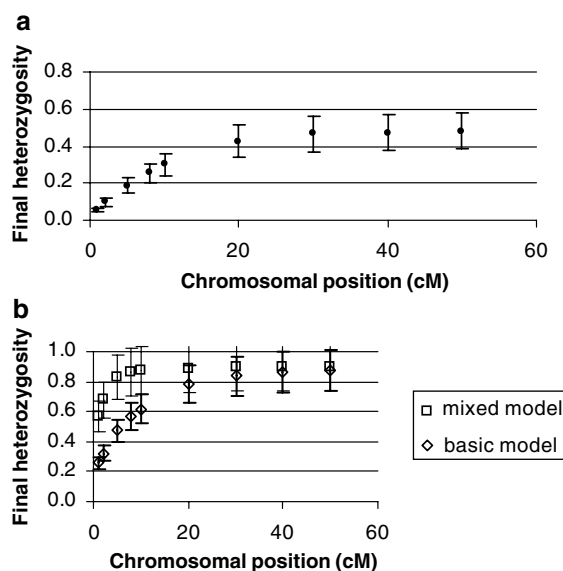 a
Final heterozygosity
0.8
0.6
0.4
0.2
0.0
0 20 40 60
Chromosomal position (cM)
b
Final heterozygosity
1.0
0.8
0.6
0.4
0.2
0.0
0 20 40 60
Chromosomal position (cM)
mixed model
basic model